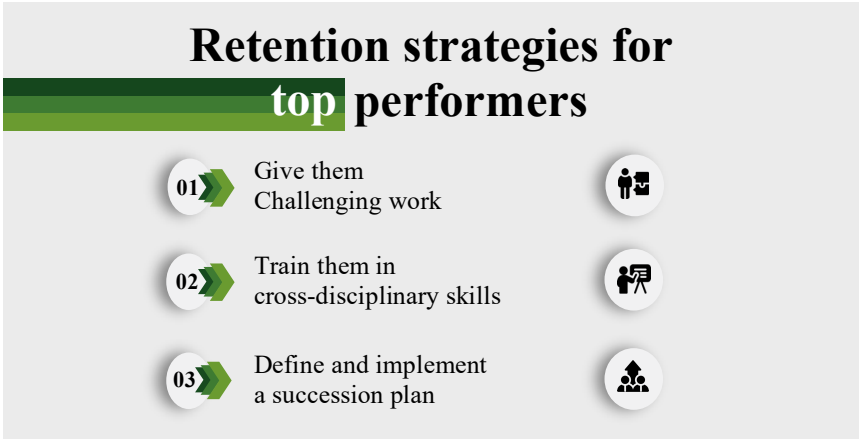 Retention strategies for
top performers
01
Give them
Challenging work
02
Train them in
cross-disciplinary skills
03
Define and implement
a succession plan